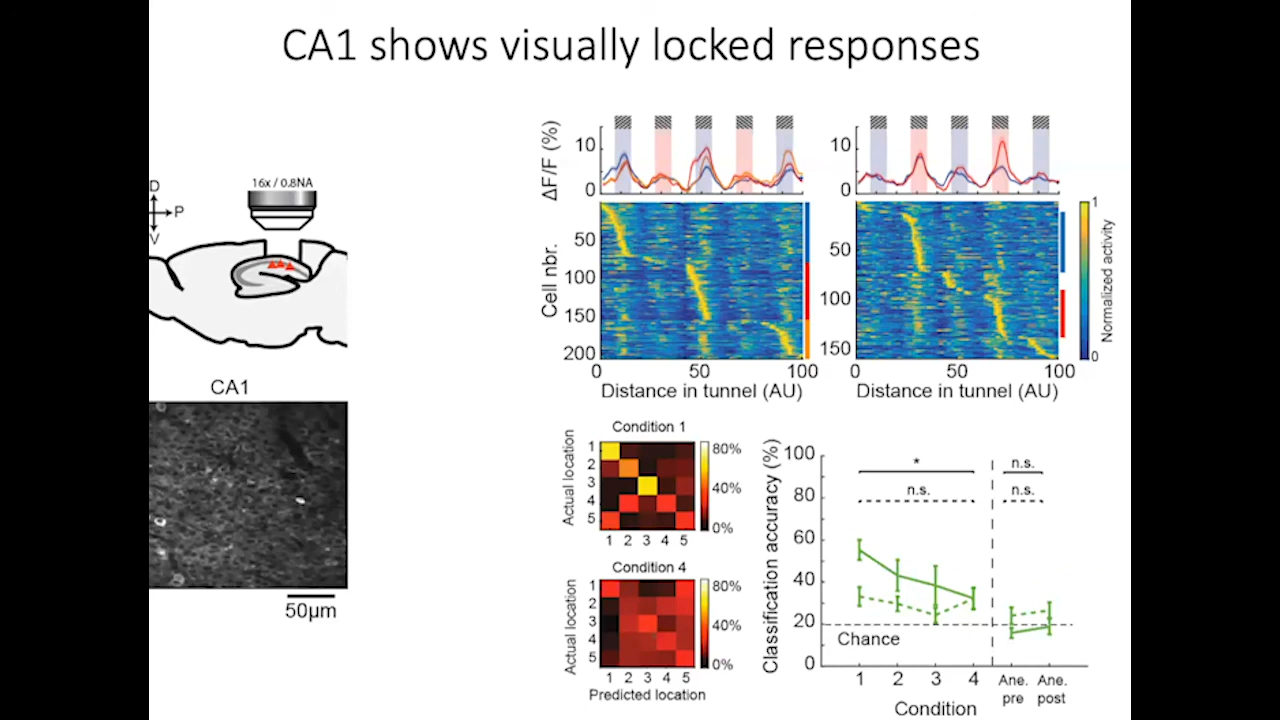 CA1 shows visually locked responses
D
P
V
16x / 0.8NA
CA1
50µm
ΔF/F (%)
10
0
10
0
Cell nbr.
50
100
150
200
0
50
100
Distance in tunnel (AU)
50
100
150
0
50
100
Distance in tunnel (AU)
1
0
Normalized activity
Condition 1
Actual location
1
2
3
4
5
1 2 3 4 5
80%
40%
0%
Condition 4
Actual location
1
2
3
4
5
1 2 3 4 5
80%
40%
0%
Predicted location
Classification accuracy (%)
100
80
60
40
20
0
*
n.s.
n.s.
n.s.
Chance
1 2 3 4
Ane. pre
Ane. post
Condition